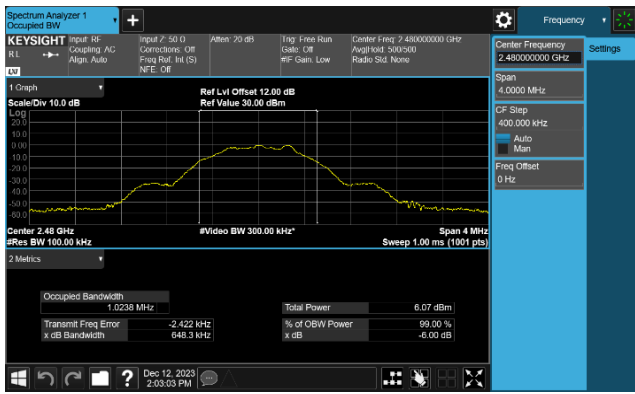 Spectrum Analyzer 1
Occupied BW
Frequency
KEYSIGHT Input: RF
RL
Coupling: AC
Align: Auto
LXI
Input Z: 50 Ω
Corrections: Off
Freq Ref: Int (S)
NFE: Off
Atten: 20 dB
Trig: Free Run
Gate: Off
#IF Gain: Low
Center Freq: 2.480000000 GHz
Avg|Hold: 500/500
Radio Std: None
Center Frequency
2.480000000 GHz
Settings
Span
4.0000 MHz
CF Step
400.000 kHz
Auto
Man
Freq Offset
0 Hz
1 Graph
Scale/Div 10.0 dB
Ref Lvl Offset 12.00 dB
Ref Value 30.00 dBm
Log
20.0
10.0
0.00
-10.0
-20.0
-30.0
-40.0
-50.0
-60.0
Center 2.48 GHz
#Res BW 100.00 kHz
#Video BW 300.00 kHz*
Span 4 MHz
Sweep 1.00 ms (1001 pts)
2 Metrics
Occupied Bandwidth
1.0238 MHz
Total Power 6.07 dBm
Transmit Freq Error -2.422 kHz
% of OBW Power 99.00 %
x dB Bandwidth 648.3 kHz
x dB -6.00 dB
?
Dec 12, 2023
2:03:03 PM